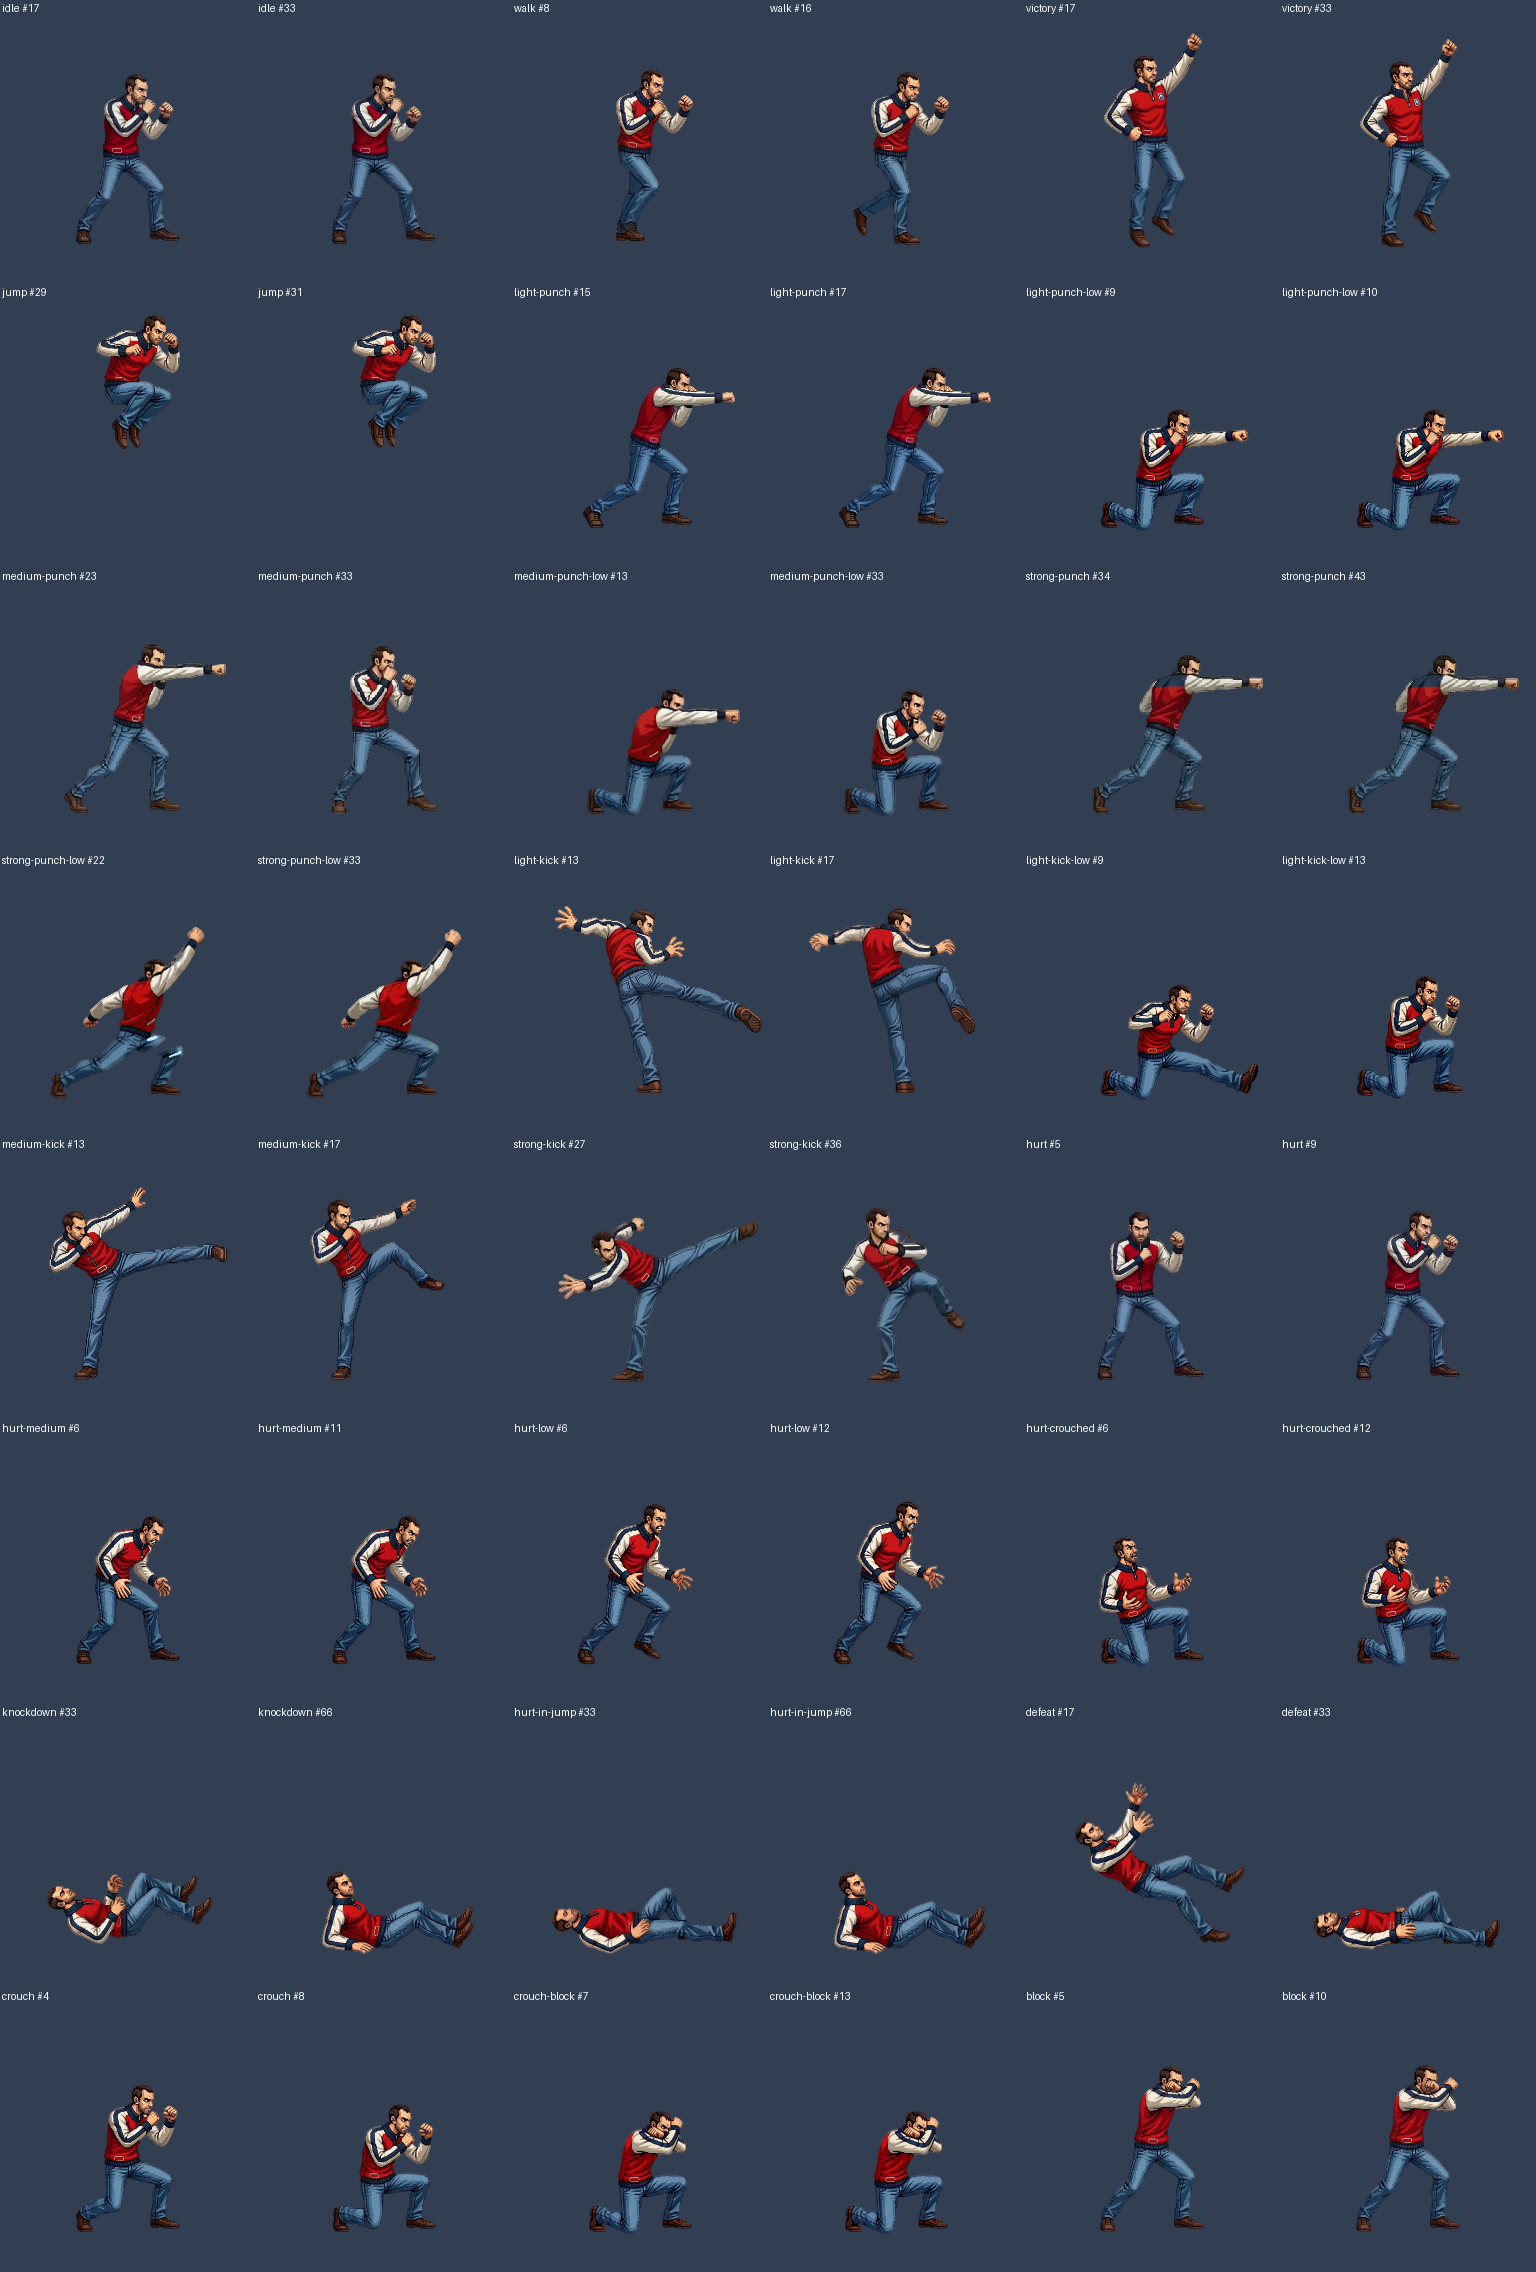 idle #17
idle #33
walk #8
walk #16
victory #17
victory #33
jump #29
jump #31
light-punch #15
light-punch #17
light-punch-low #9
light-punch-low #10
medium-punch #23
medium-punch #33
medium-punch-low #13
medium-punch-low #33
strong-punch #34
strong-punch #43
strong-punch-low #22
strong-punch-low #33
light-kick #13
light-kick #17
light-kick-low #9
light-kick-low #13
medium-kick #13
medium-kick #17
strong-kick #27
strong-kick #36
hurt #5
hurt #9
hurt-medium #6
hurt-medium #11
hurt-low #6
hurt-low #12
hurt-crouched #6
hurt-crouched #12
knockdown #33
knockdown #66
hurt-in-jump #33
hurt-in-jump #66
defeat #17
defeat #33
crouch #4
crouch #8
crouch-block #7
crouch-block #13
block #5
block #10